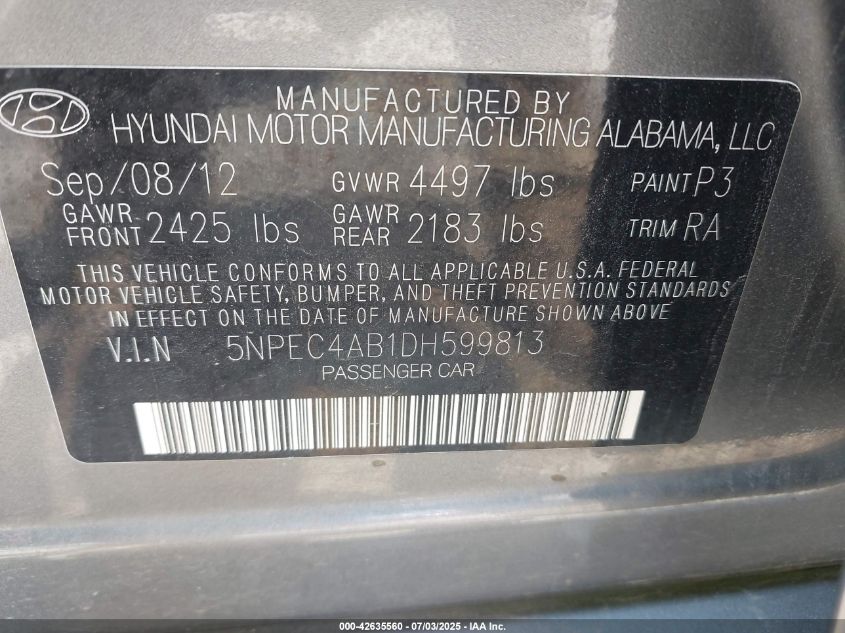 MANUFACTURED BY
HYUNDAI MOTOR MANUFACTURING ALABAMA, LLC
Sep/08/12 GVWR 4497 lbs PAINT P3
GAWR FRONT 2425 lbs GAWR REAR 2183 lbs TRIM RA
THIS VEHICLE CONFORMS TO ALL APPLICABLE U.S.A. FEDERAL
MOTOR VEHICLE SAFETY, BUMPER, AND THEFT PREVENTION STANDARDS
IN EFFECT ON THE DATE OF MANUFACTURE SHOWN ABOVE
V.I.N 5NPEC4AB1DH599813
PASSENGER CAR
000-42635560 - 07/03/2025 - IAA Inc.